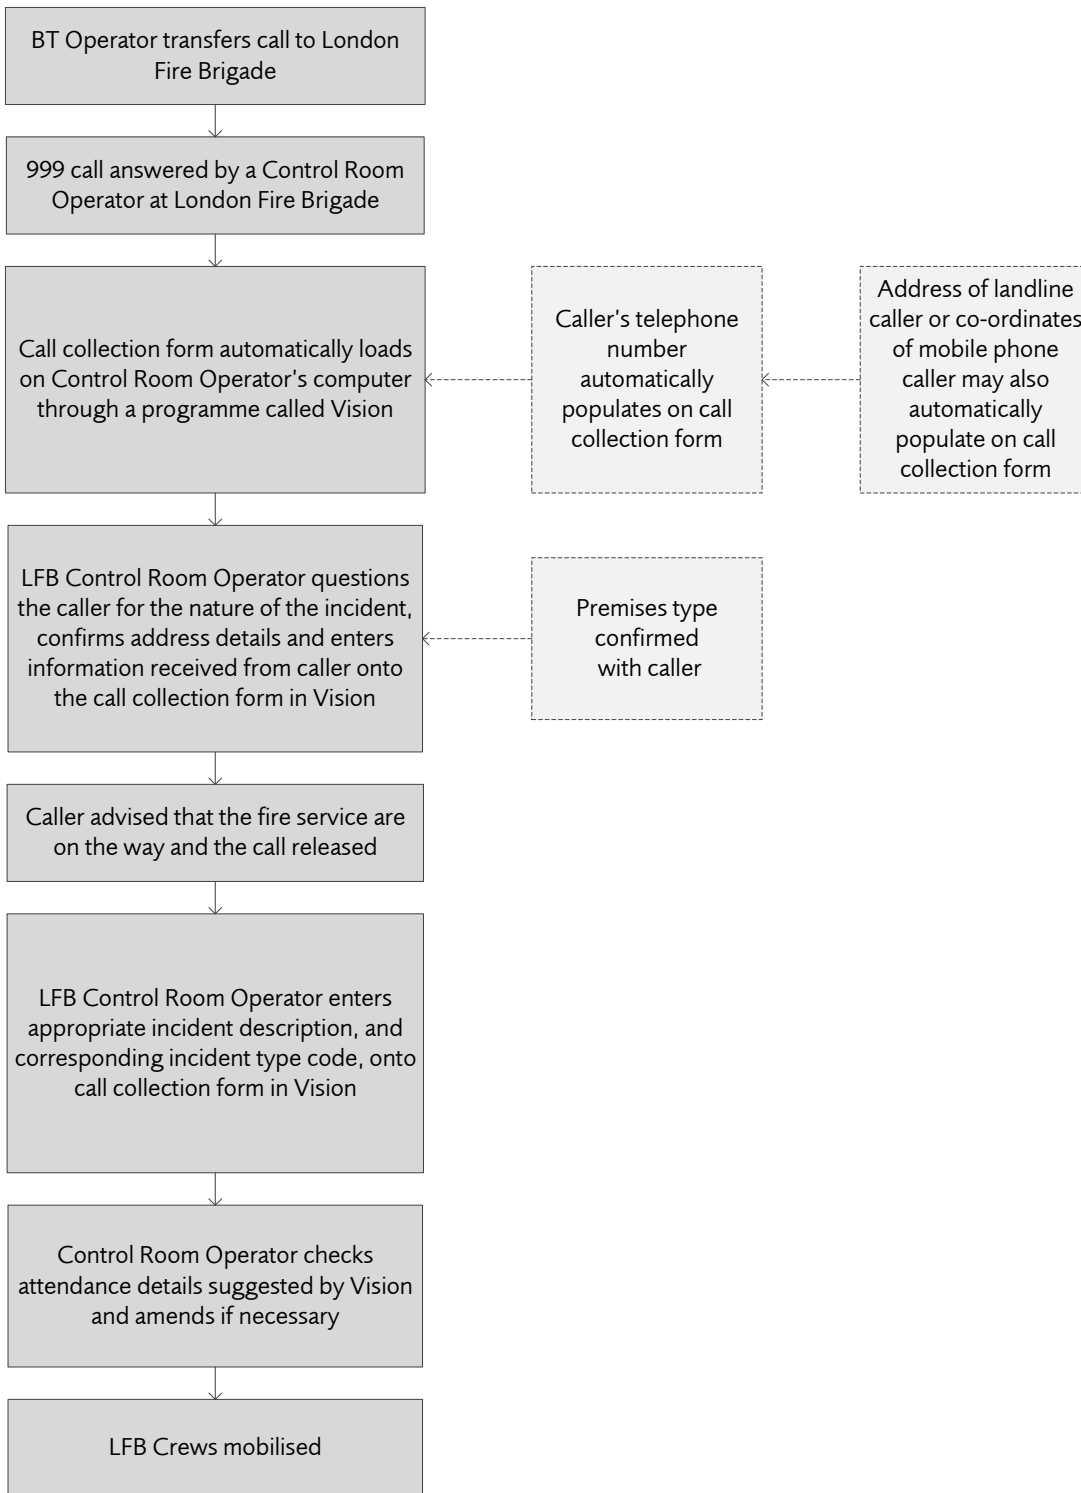 BT Operator transfers call to London
Fire Brigade
999 call answered by a Control Room
Operator at London Fire Brigade
Call collection form automatically loads
on Control Room Operator's computer
through a programme called Vision
Caller's telephone
number
automatically
populates on call
collection form
Address of landline
caller or co-ordinates
of mobile phone
caller may also
automatically
populate on call
collection form
LFB Control Room Operator questions
the caller for the nature of the incident,
confirms address details and enters
information received from caller onto
the call collection form in Vision
Premises type
confirmed
with caller
Caller advised that the fire service are
on the way and the call released
LFB Control Room Operator enters
appropriate incident description, and
corresponding incident type code, onto
call collection form in Vision
Control Room Operator checks
attendance details suggested by Vision
and amends if necessary
LFB Crews mobilised